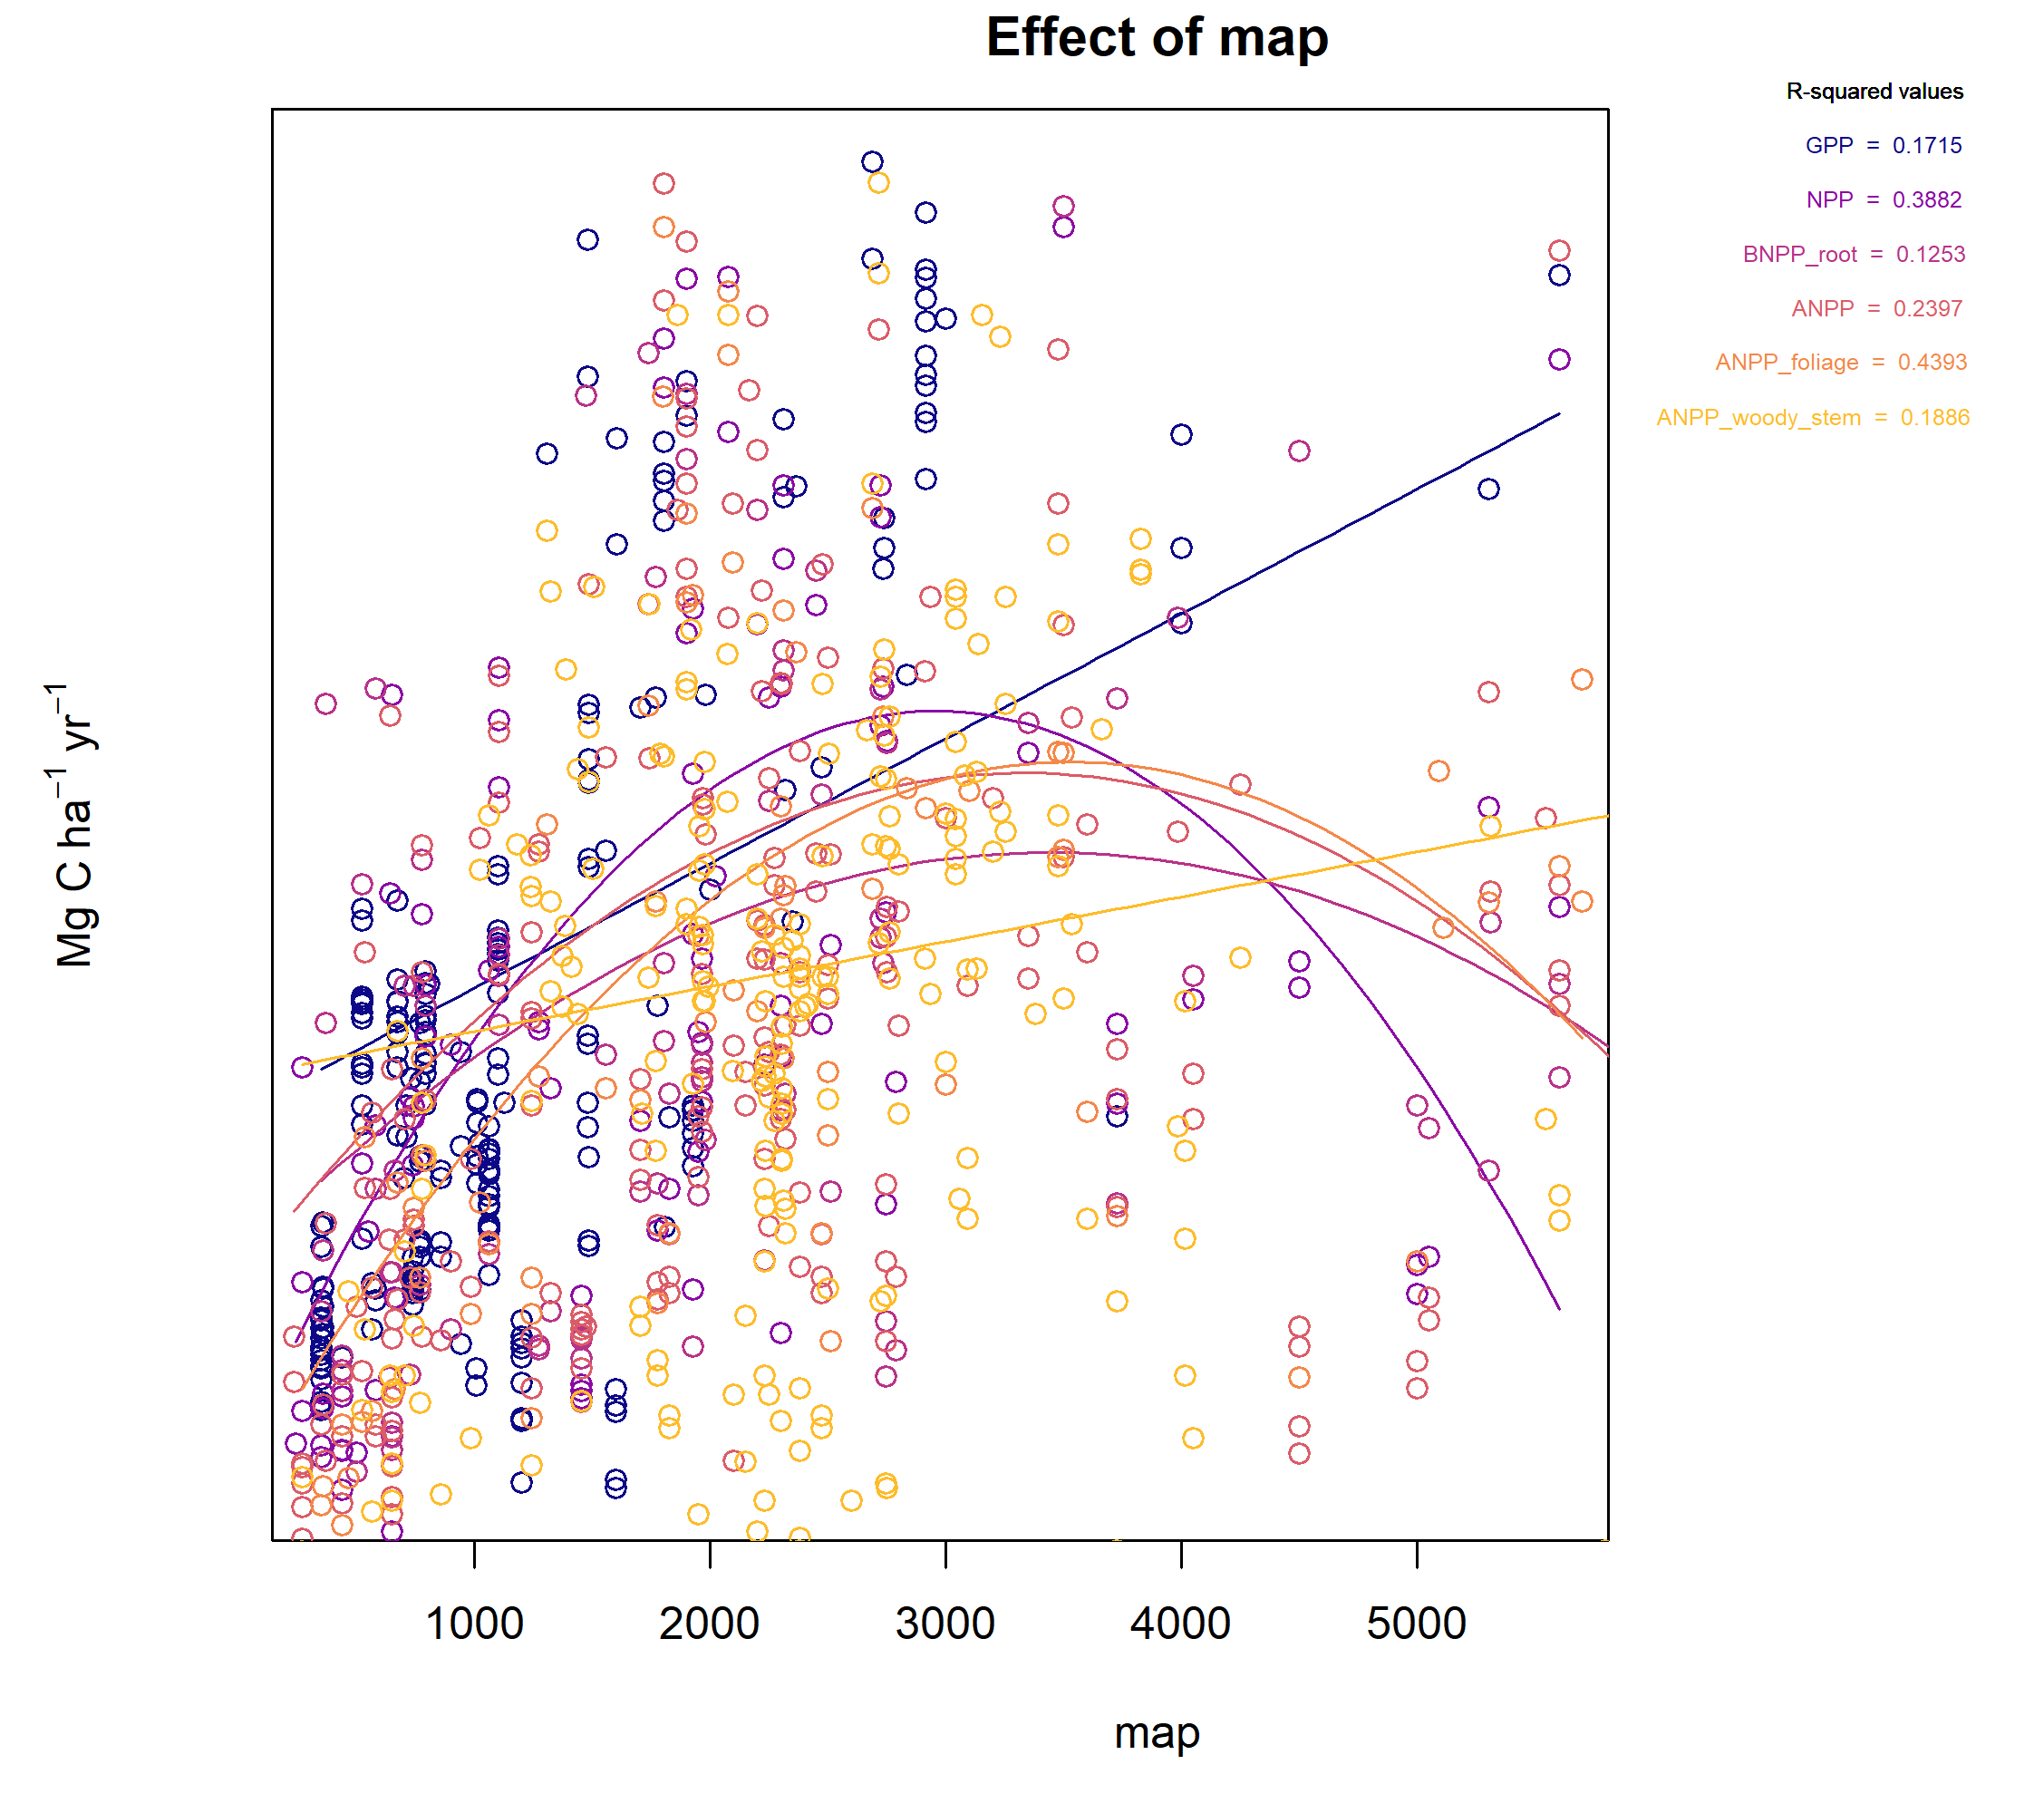 Effect of map
R-squared values
GPP = 0.1715
NPP = 0.3882
BNPP_root = 0.1253
ANPP = 0.2397
ANPP_foliage = 0.4393
ANPP_woody_stem = 0.1886
Mg C ha⁻¹ yr⁻¹
1000 2000 3000 4000 5000
map